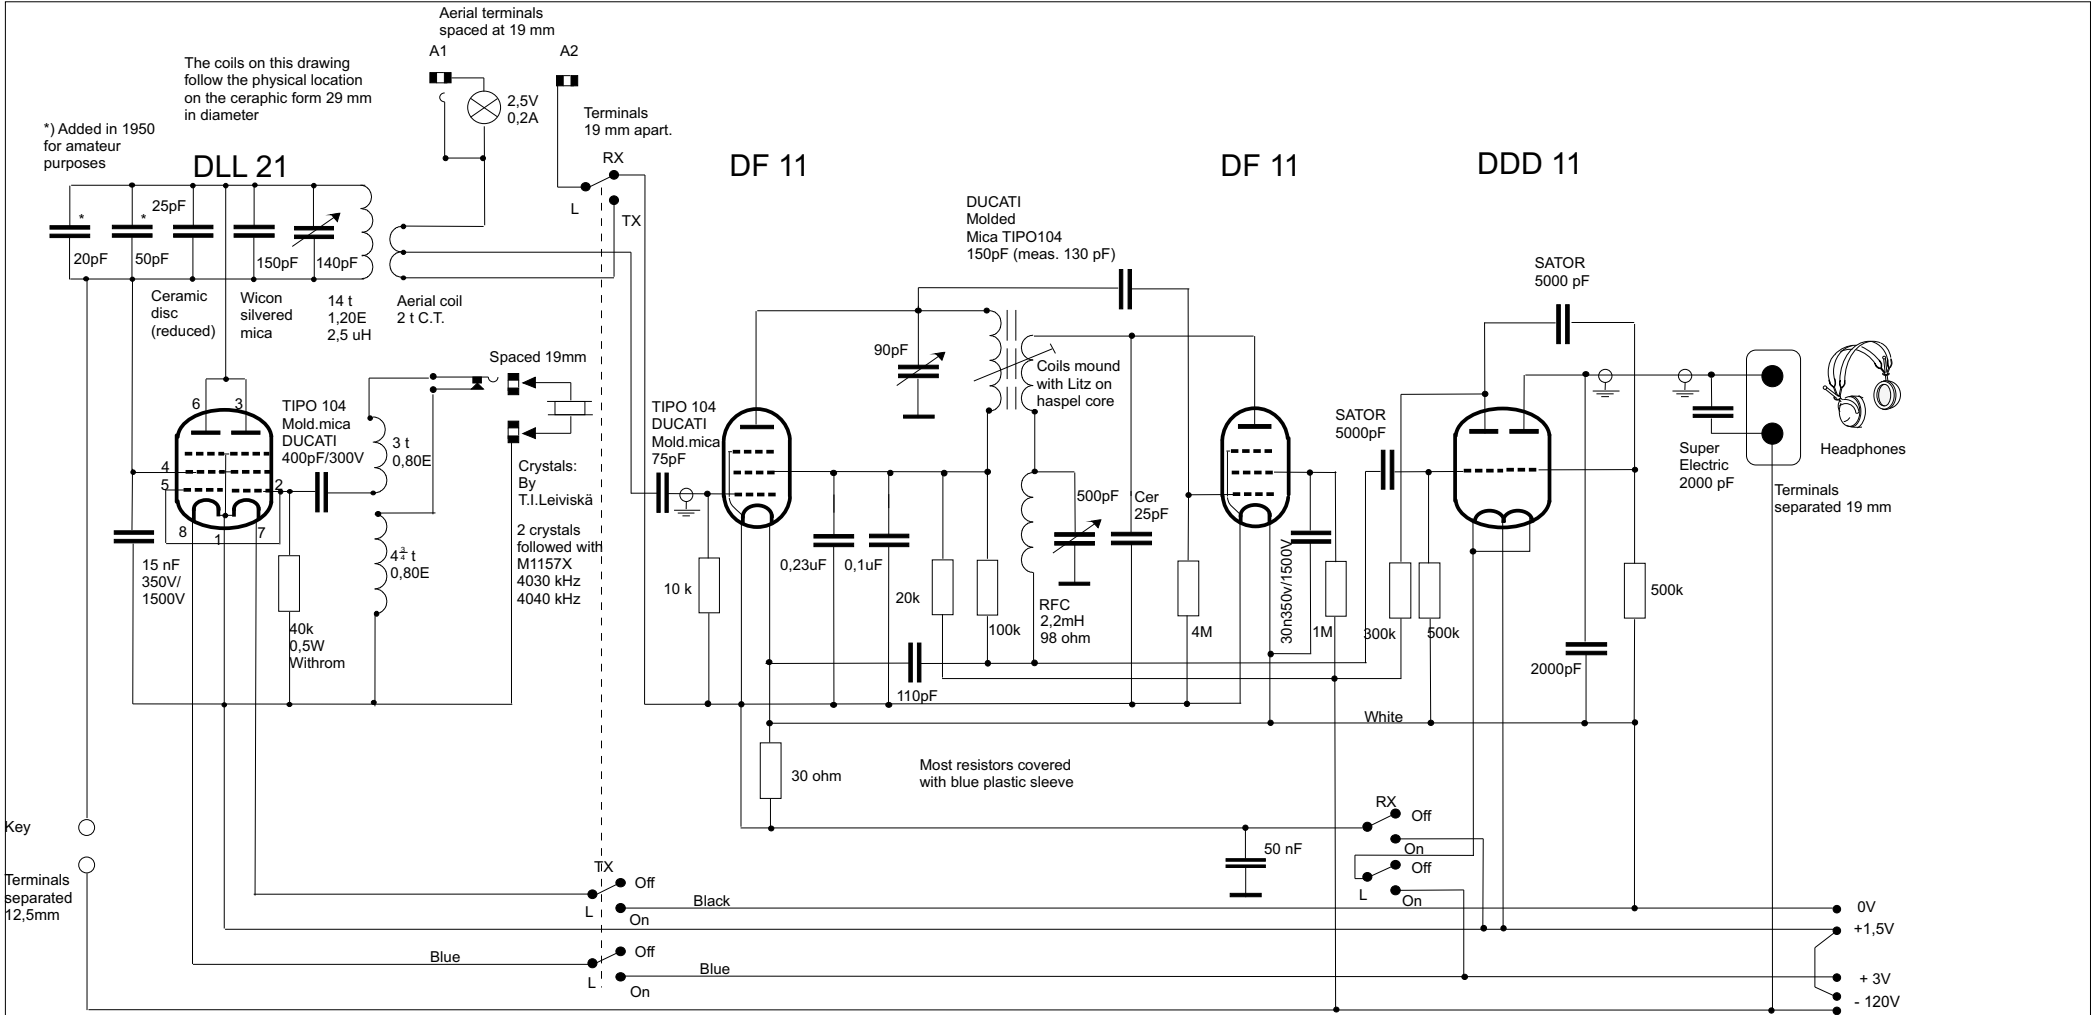 Aerial terminals
spaced at 19 mm
A1
A2
The coils on this drawing
follow the physical location
on the ceraphic form 29 mm
in diameter
2,5V
0,2A
Terminals
19 mm apart.
*) Added in 1950
for amateur
purposes
DLL 21
RX
L
TX
DF 11
DF 11
DDD 11
*
*
25pF
20pF
50pF
150pF
140pF
Ceramic
disc
(reduced)
Wicon
silvered
mica
14 t
1,20E
2,5 uH
Aerial coil
2 t C.T.
DUCATI
Molded
Mica TIPO104
150pF (meas. 130 pF)
SATOR
5000 pF
Spaced 19mm
90pF
Coils mound
with Litz on
haspel core
6
3
4
5
2
8
1
7
TIPO 104
Mold.mica
DUCATI
400pF/300V
3 t
0,80E
4¾ t
0,80E
Crystals:
By
T.I.Leiviskä
2 crystals
followed with
M1157X
4030 kHz
4040 kHz
TIPO 104
DUCATI
Mold.mica
75pF
SATOR
5000pF
Super
Electric
2000 pF
Headphones
Terminals
separated 19 mm
15 nF
350V/
1500V
40k
0,5W
Withrom
10 k
0,23uF
0,1uF
20k
100k
500pF
Cer
25pF
RFC
2,2mH
98 ohm
4M
30n350v/1500V
1M
300k
500k
500k
2000pF
110pF
White
30 ohm
Most resistors covered
with blue plastic sleeve
Key
Terminals
separated
12,5mm
50 nF
RX
Off
On
Off
L
On
TX
Off
L
On
Black
Blue
Off
L
On
Blue
0V
+1,5V
+ 3V
- 120V